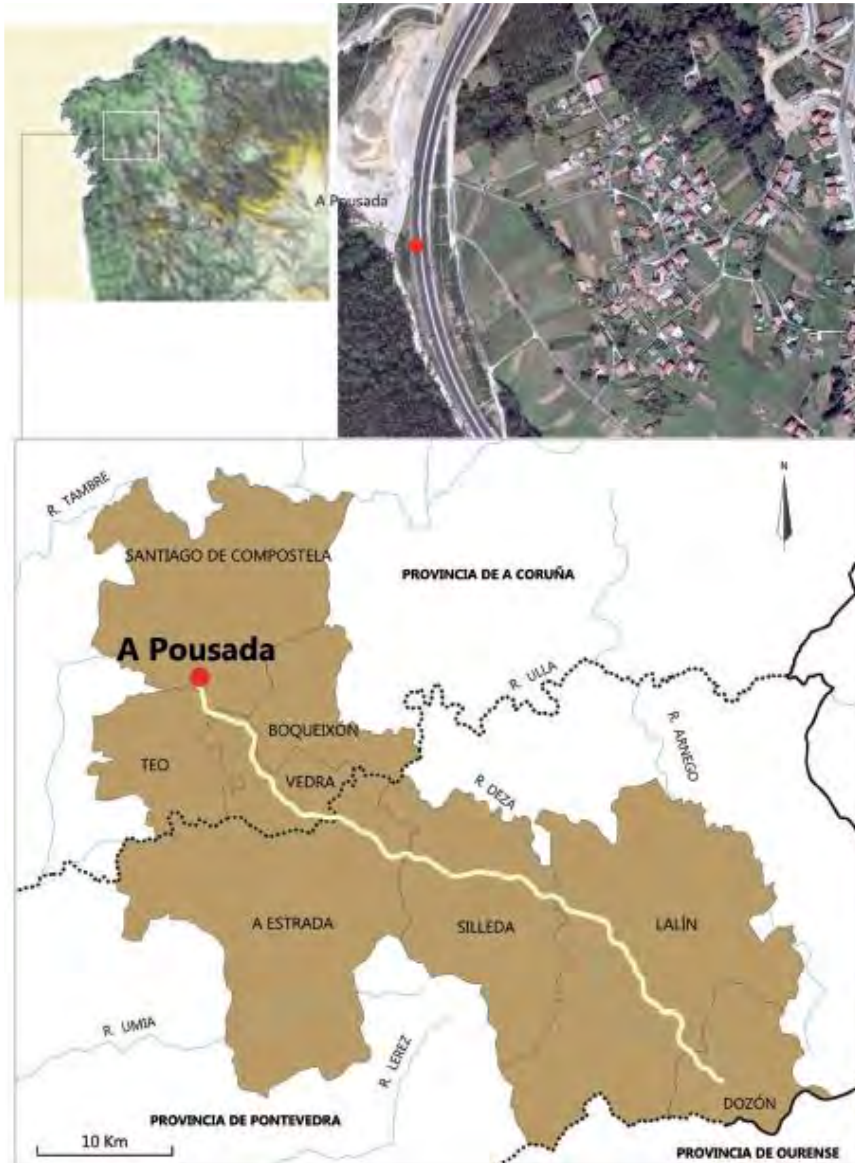 A Pousada
N
R. TAMBRE
SANTIAGO DE COMPOSTELA
PROVINCIA DE A CORUÑA
A Pousada
R. ULLA
BOQUEIXÓN
R. ARNEGO
TEO
VEDRA
R. DEZA
A ESTRADA
SILLEDA
LALÍN
R. UMIA
R. LEREZ
DOZÓN
PROVINCIA DE PONTEVEDRA
10 Km
PROVINCIA DE OURENSE